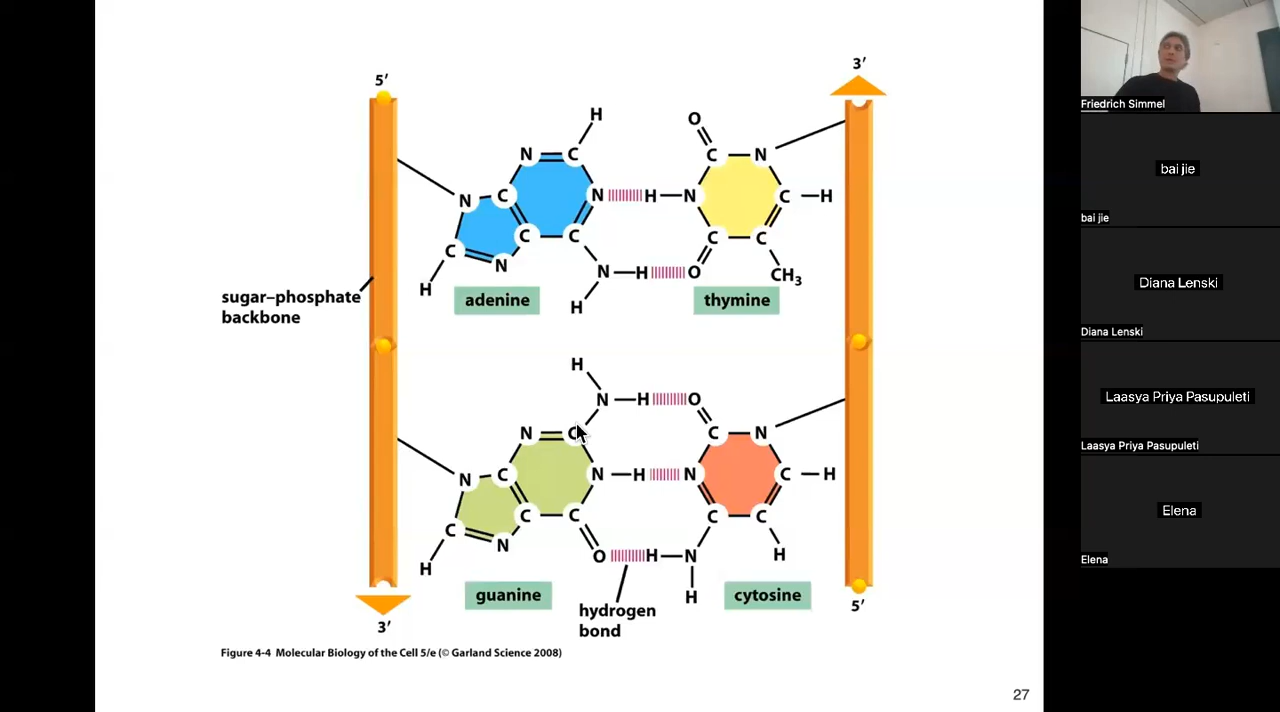 5′
3′
H
O
N
C
C
N
N
C
N
H
N
C
H
C
C
C
N
C
C
C
N
H
O
CH₃
H
H
adenine
thymine
sugar–phosphate
backbone
H
N
H
O
N
C
C
N
N
C
N
H
N
C
H
C
C
C
N
C
C
C
N
H
O
H
N
H
H
guanine
cytosine
hydrogen
bond
3′
5′
Figure 4-4 Molecular Biology of the Cell 5/e (© Garland Science 2008)
27
Friedrich Simmel
bai jie
bai jie
Diana Lenski
Diana Lenski
Laasya Priya Pasupuleti
Laasya Priya Pasupuleti
Elena
Elena